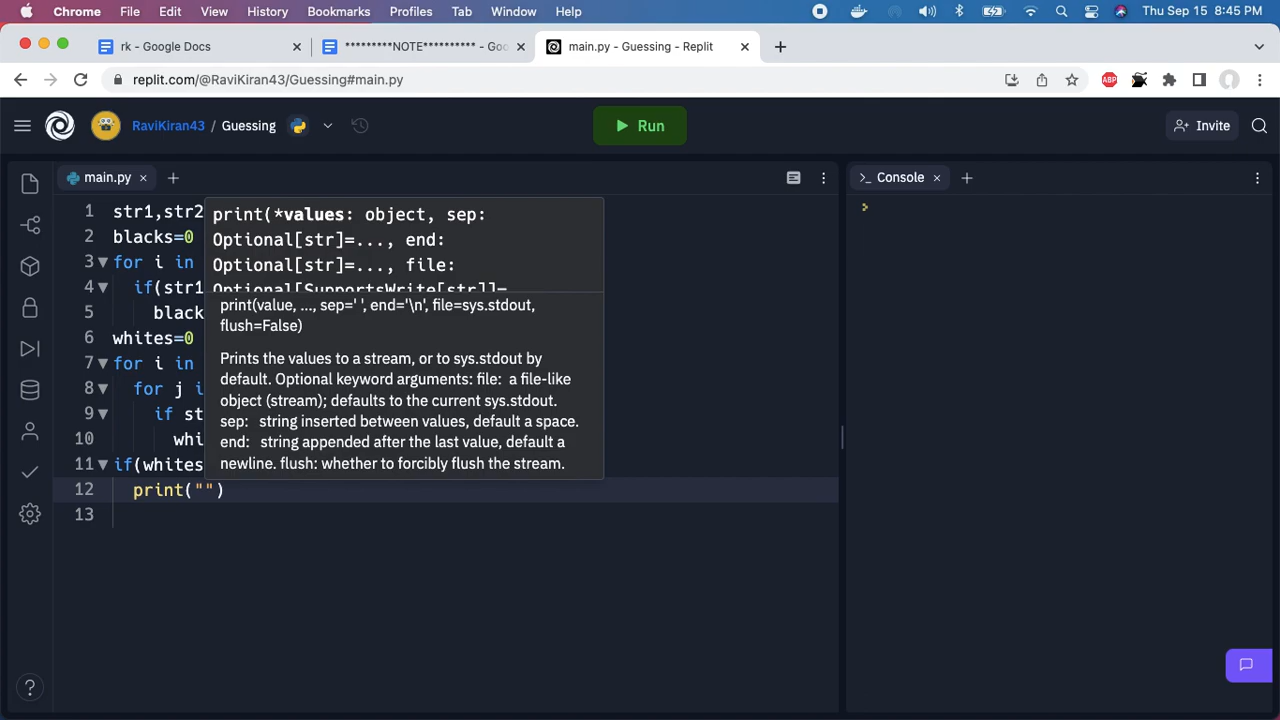 Chrome File Edit View History Bookmarks Profiles Tab Window Help Thu Sep 15 8:45 PM
rk - Google Docs × *********NOTE********** - Goo × main.py - Guessing - Replit × +
replit.com/@RaviKiran43/Guessing#main.py ABP
RaviKiran43 / Guessing Run Invite
main.py × + Console × +
1 str1,str2
2 blacks=0
3 for i in
4 if(str1
5 black
6 whites=0
7 for i in
8 for j i
9 if st
10 whi
11 if(whites
12 print("")
13
print(*values: object, sep:
Optional[str]=..., end:
Optional[str]=..., file:
Optional[SupportsWrite[str]]=
print(value, ..., sep=' ', end='\n', file=sys.stdout,
flush=False)
Prints the values to a stream, or to sys.stdout by
default. Optional keyword arguments: file: a file-like
object (stream); defaults to the current sys.stdout.
sep: string inserted between values, default a space.
end: string appended after the last value, default a
newline. flush: whether to forcibly flush the stream.
>
?